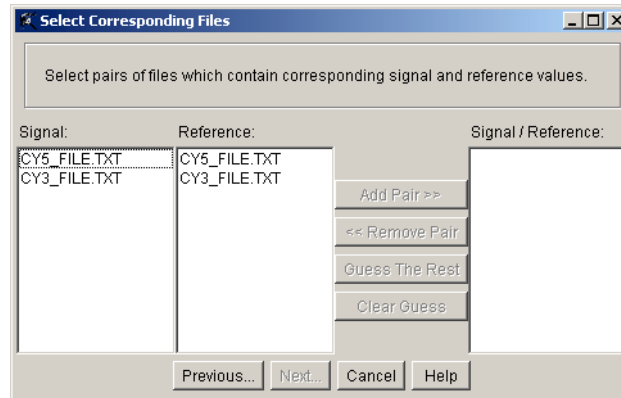 Select Corresponding Files
Select pairs of files which contain corresponding signal and reference values.
Signal:
Reference:
Signal / Reference:
CY5_FILE.TXT
CY3_FILE.TXT
CY5_FILE.TXT
CY3_FILE.TXT
Add Pair >>
<< Remove Pair
Guess The Rest
Clear Guess
Previous...
Next...
Cancel
Help